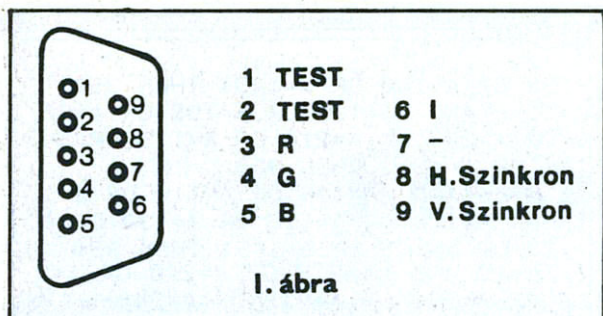 1
2
3
4
5
9
8
7
6
1 TEST
2 TEST 6 I
3 R 7 –
4 G 8 H.Szinkron
5 B 9 V.Szinkron
I. ábra